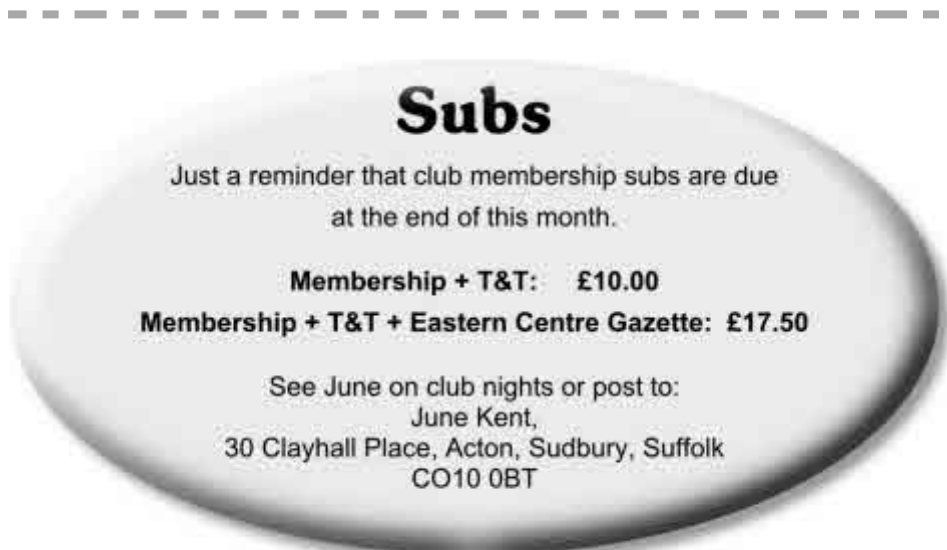 Subs
Just a reminder that club membership subs are due
at the end of this month.
Membership + T&T: £10.00
Membership + T&T + Eastern Centre Gazette: £17.50
See June on club nights or post to:
June Kent,
30 Clayhall Place, Acton, Sudbury, Suffolk
CO10 0BT